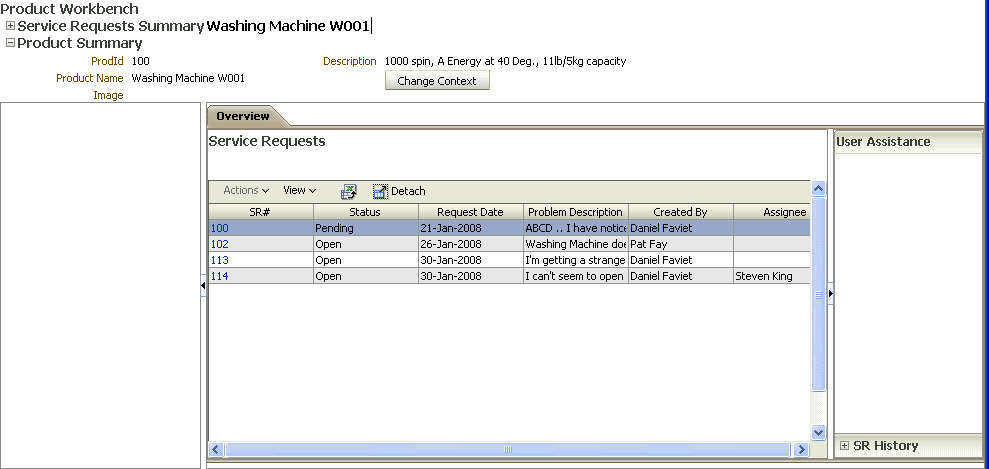 Product Workbench
Service Requests Summary Washing Machine W001
Product Summary
ProdId 100 Description 1000 spin, A Energy at 40 Deg., 11lb/5kg capacity
Product Name Washing Machine W001 Change Context
Image
Overview
Service Requests
User Assistance
Actions View Detach
SR# Status Request Date Problem Description Created By Assignee
100 Pending 21-Jan-2008 ABCD .. I have notice Daniel Faviet
102 Open 26-Jan-2008 Washing Machine doe Pat Fay
113 Open 30-Jan-2008 I'm getting a strange Daniel Faviet
114 Open 30-Jan-2008 I can't seem to open Daniel Faviet Steven King
SR History